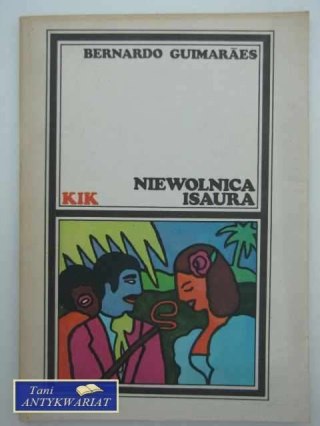 BERNARDO GUIMARÃES
NIEWOLNICA
KIK ISAURA
Tani
ANTYKWARIAT